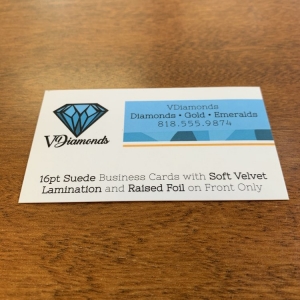 VDiamonds
VDiamonds
Diamonds • Gold • Emeralds
818.555.9874
16pt Suede Business Cards with Soft Velvet
Lamination and Raised Foil on Front Only